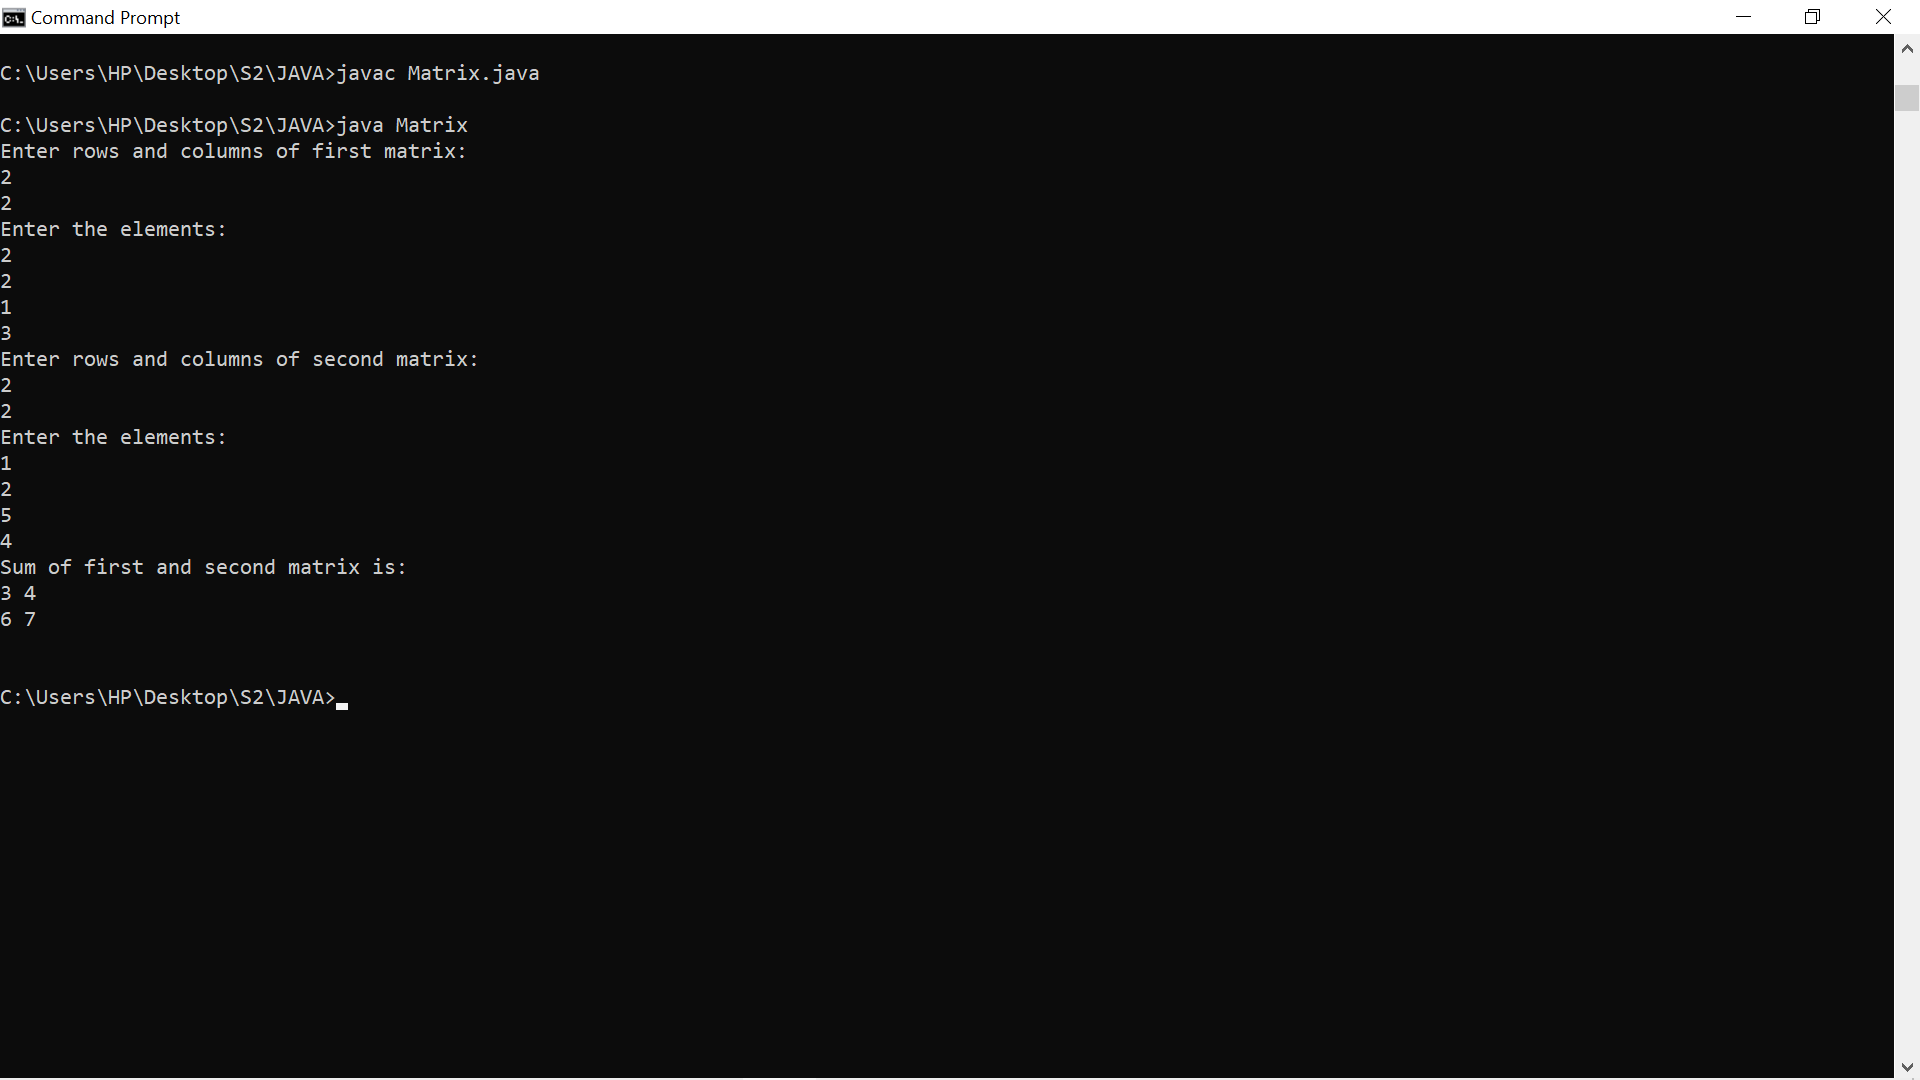 Command Prompt
C:\Users\HP\Desktop\S2\JAVA>javac Matrix.java
C:\Users\HP\Desktop\S2\JAVA>java Matrix
Enter rows and columns of first matrix:
2
2
Enter the elements:
2
2
1
3
Enter rows and columns of second matrix:
2
2
Enter the elements:
1
2
5
4
Sum of first and second matrix is:
3 4
6 7
C:\Users\HP\Desktop\S2\JAVA>